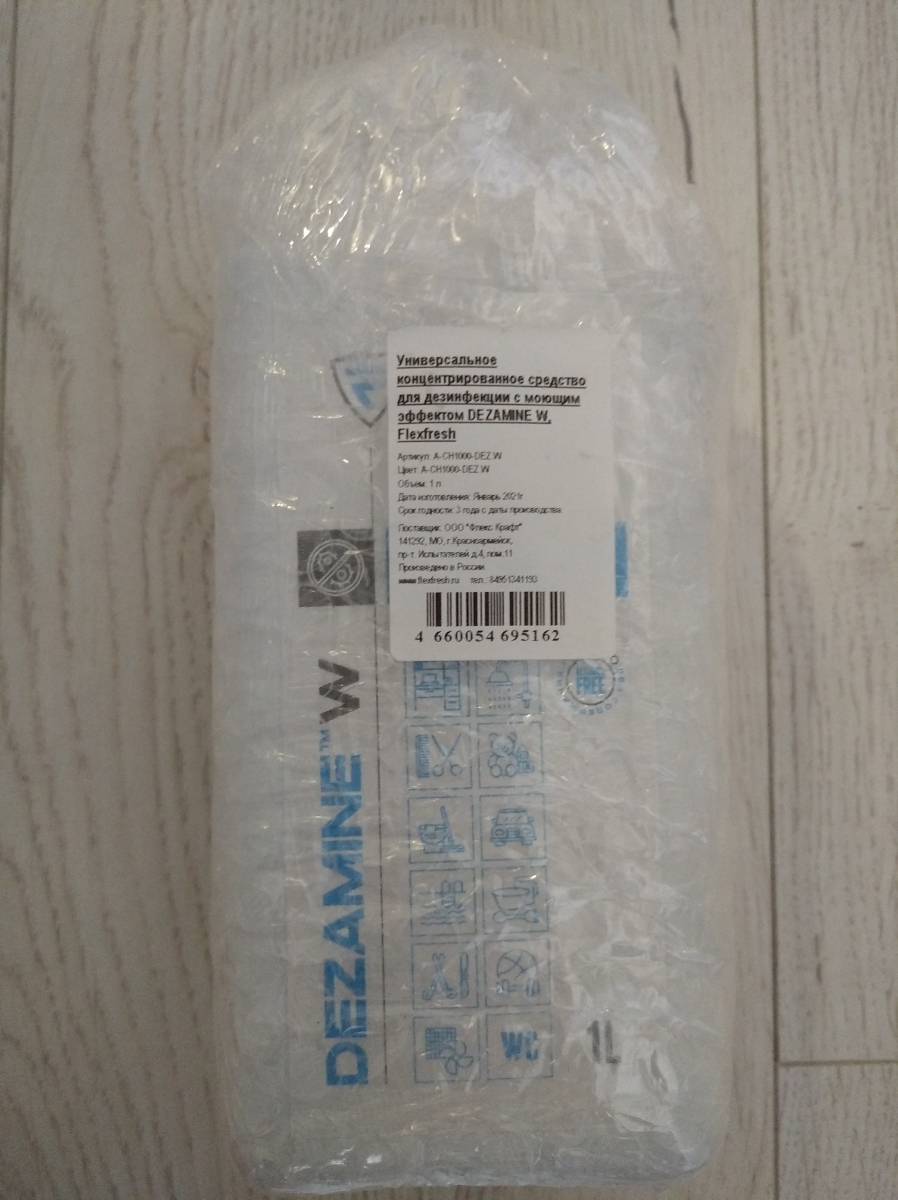 Универсальное
концентрированное средство
для дезинфекции с моющим
эффектом DEZAMINE W,
Flexfresh
Артикул: A-CH1000-DEZ.W
Цвет: A-CH1000-DEZ.W
Объем: 1 л
Дата изготовления: Январь 2021г
Срок годности: 3 года с даты производства
Поставщик: ООО "Флекс Крафт"
141292, МО, г.Красноармейск,
пр-т. Испытателей д.4, пом.11
Произведено в России
www.flexfresh.ru тел.: 84951341193
4 660054 695162
DEZAMINE™ W
FREE
WC
1L